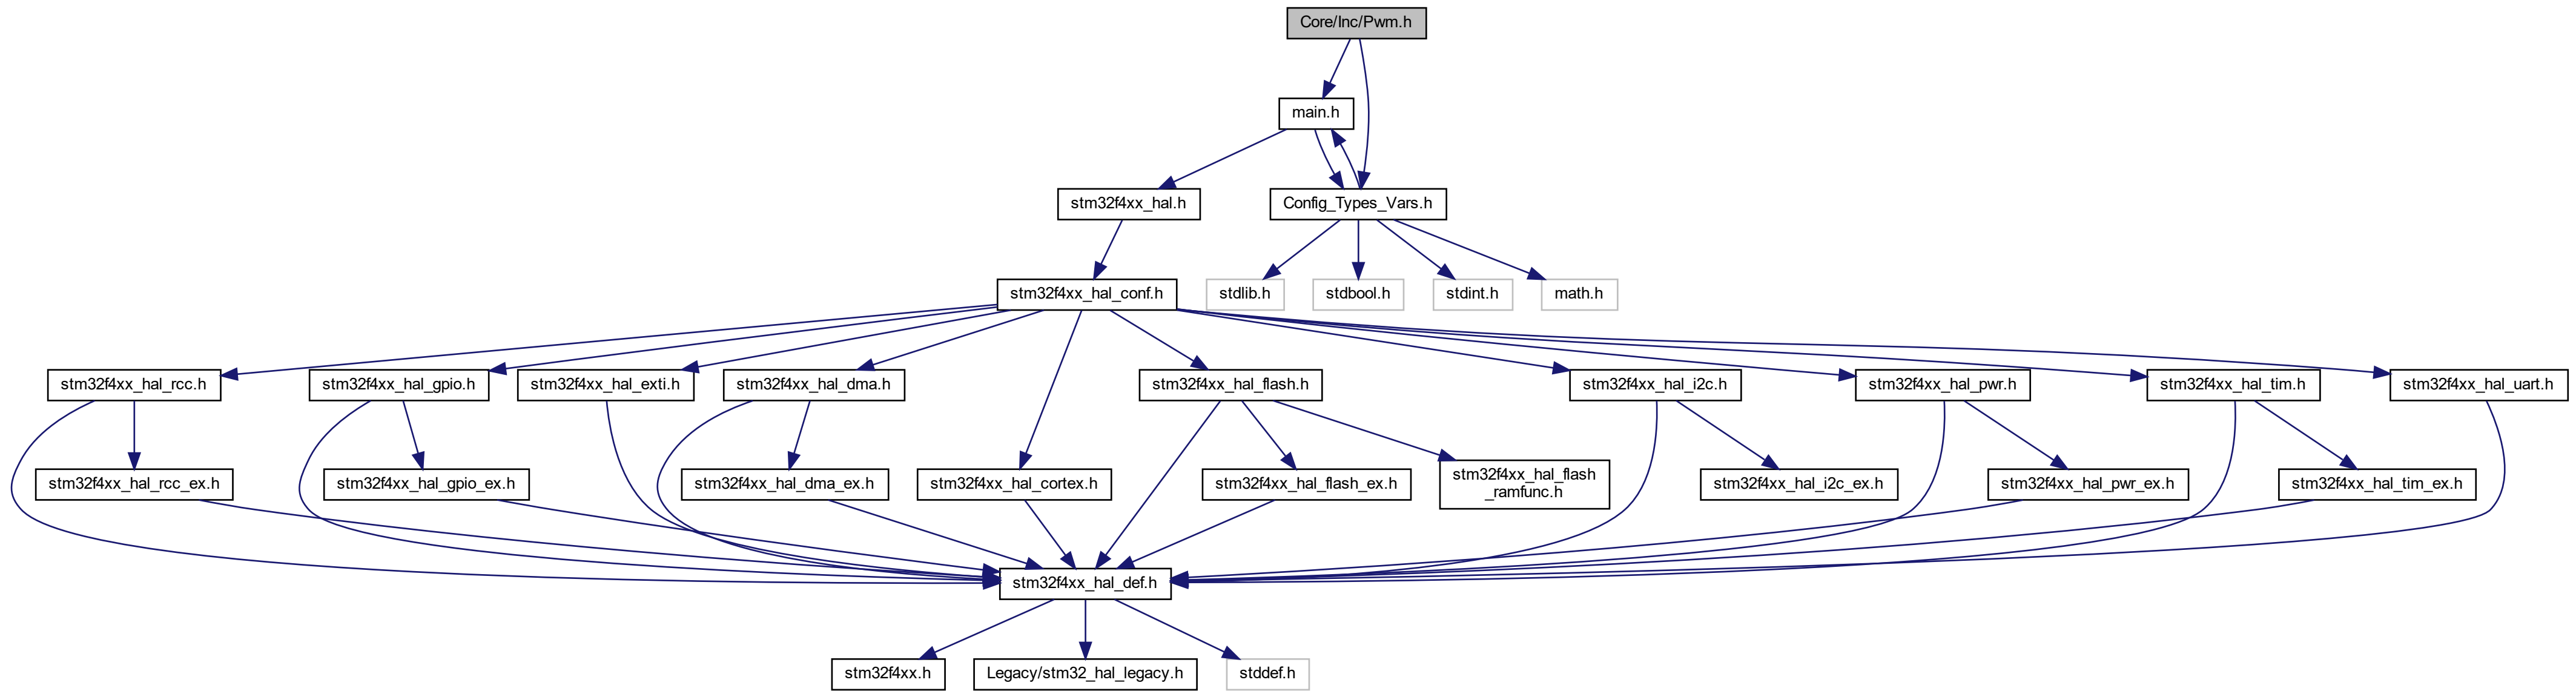 Core/Inc/Pwm.h
main.h
stm32f4xx_hal.h
Config_Types_Vars.h
stm32f4xx_hal_conf.h
stdlib.h
stdbool.h
stdint.h
math.h
stm32f4xx_hal_rcc.h
stm32f4xx_hal_gpio.h
stm32f4xx_hal_exti.h
stm32f4xx_hal_dma.h
stm32f4xx_hal_flash.h
stm32f4xx_hal_i2c.h
stm32f4xx_hal_pwr.h
stm32f4xx_hal_tim.h
stm32f4xx_hal_uart.h
stm32f4xx_hal_rcc_ex.h
stm32f4xx_hal_gpio_ex.h
stm32f4xx_hal_dma_ex.h
stm32f4xx_hal_cortex.h
stm32f4xx_hal_flash_ex.h
stm32f4xx_hal_flash
_ramfunc.h
stm32f4xx_hal_i2c_ex.h
stm32f4xx_hal_pwr_ex.h
stm32f4xx_hal_tim_ex.h
stm32f4xx_hal_def.h
stm32f4xx.h
Legacy/stm32_hal_legacy.h
stddef.h